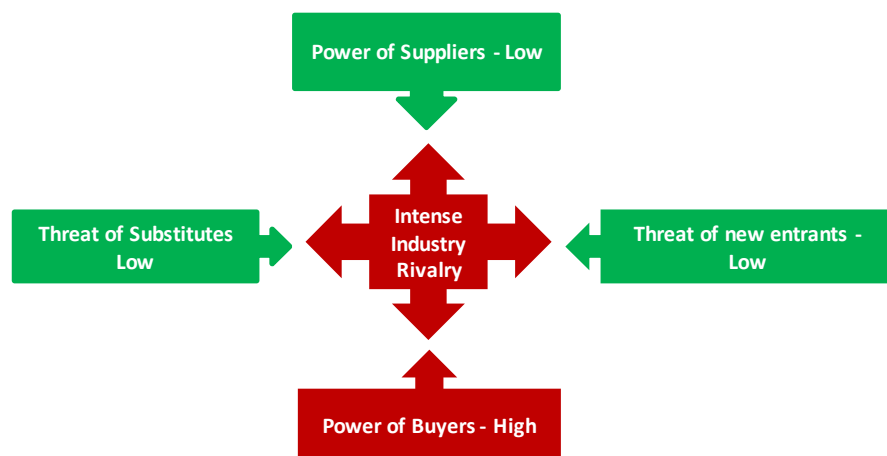 Power of Suppliers - Low
Threat of Substitutes
Low
Intense
Industry
Rivalry
Threat of new entrants -
Low
Power of Buyers - High